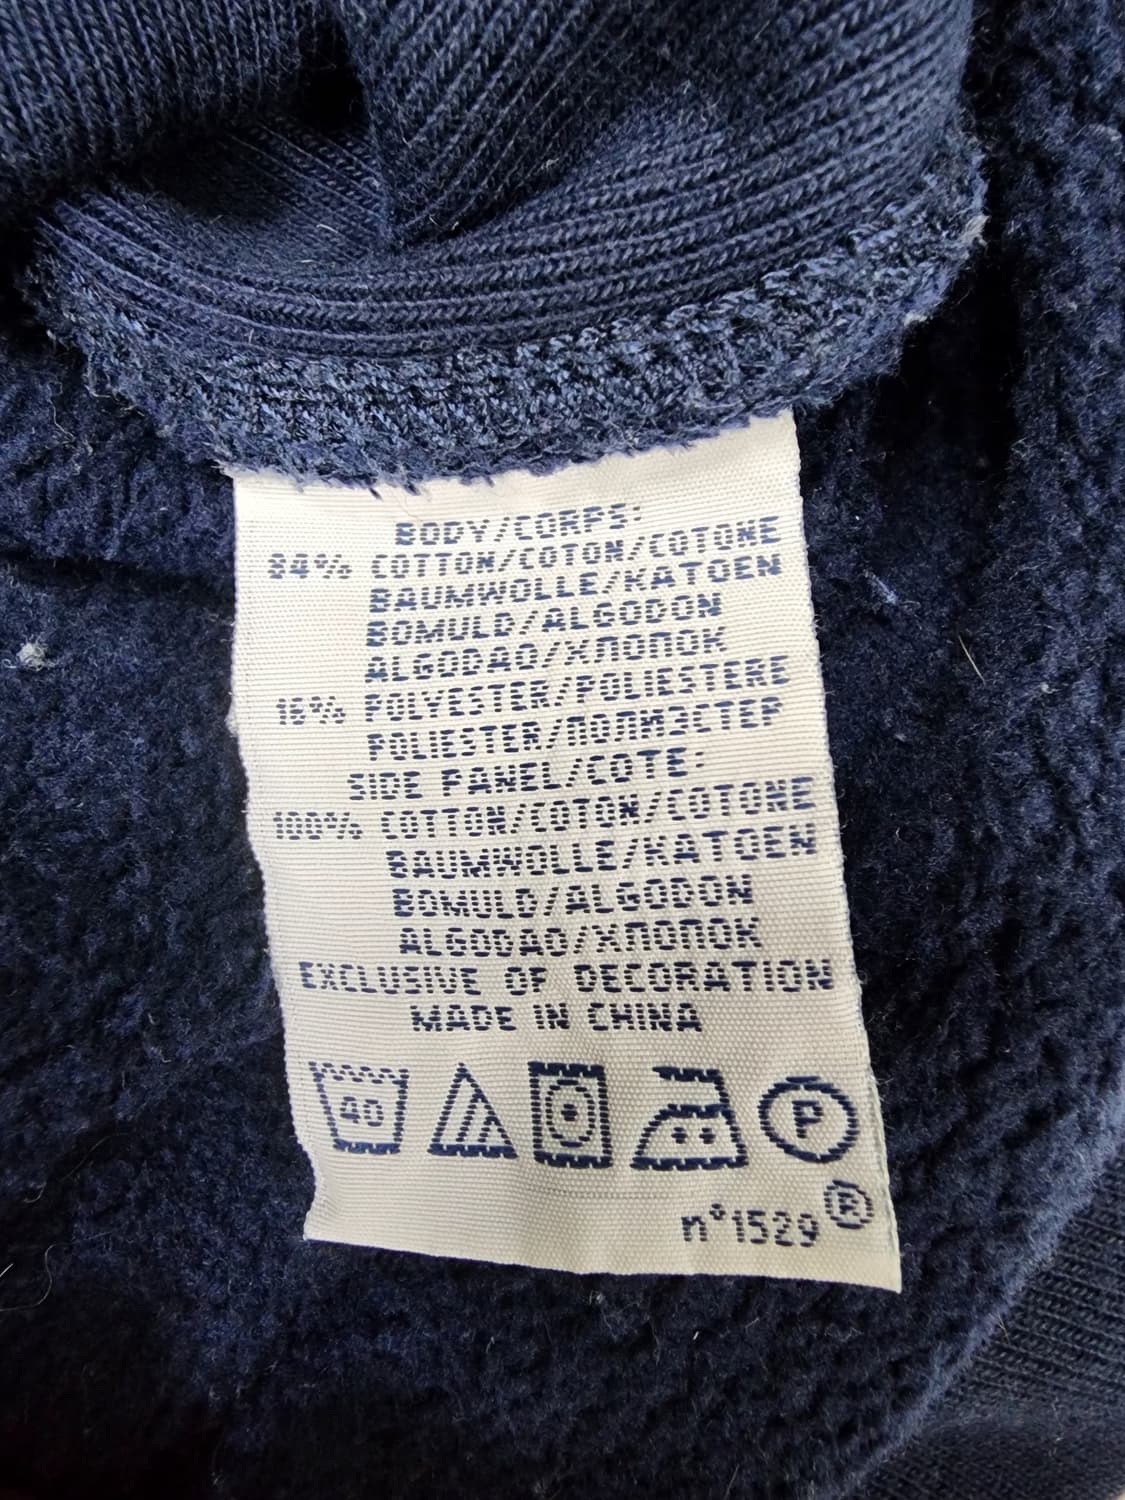 BODY/CORPS:
84% COTTON/COTON/COTONE
BAUMWOLLE/KATOEN
BOMULD/ALGODON
ALGODAO/ХЛОПОК
16% POLYESTER/POLIESTERE
POLIESTER/ПОЛИЭСТЕР
SIDE PANEL/COTE:
100% COTTON/COTON/COTONE
BAUMWOLLE/KATOEN
BOMULD/ALGODON
ALGODAO/ХЛОПОК
EXCLUSIVE OF DECORATION
MADE IN CHINA
40 P
n°1529 ®